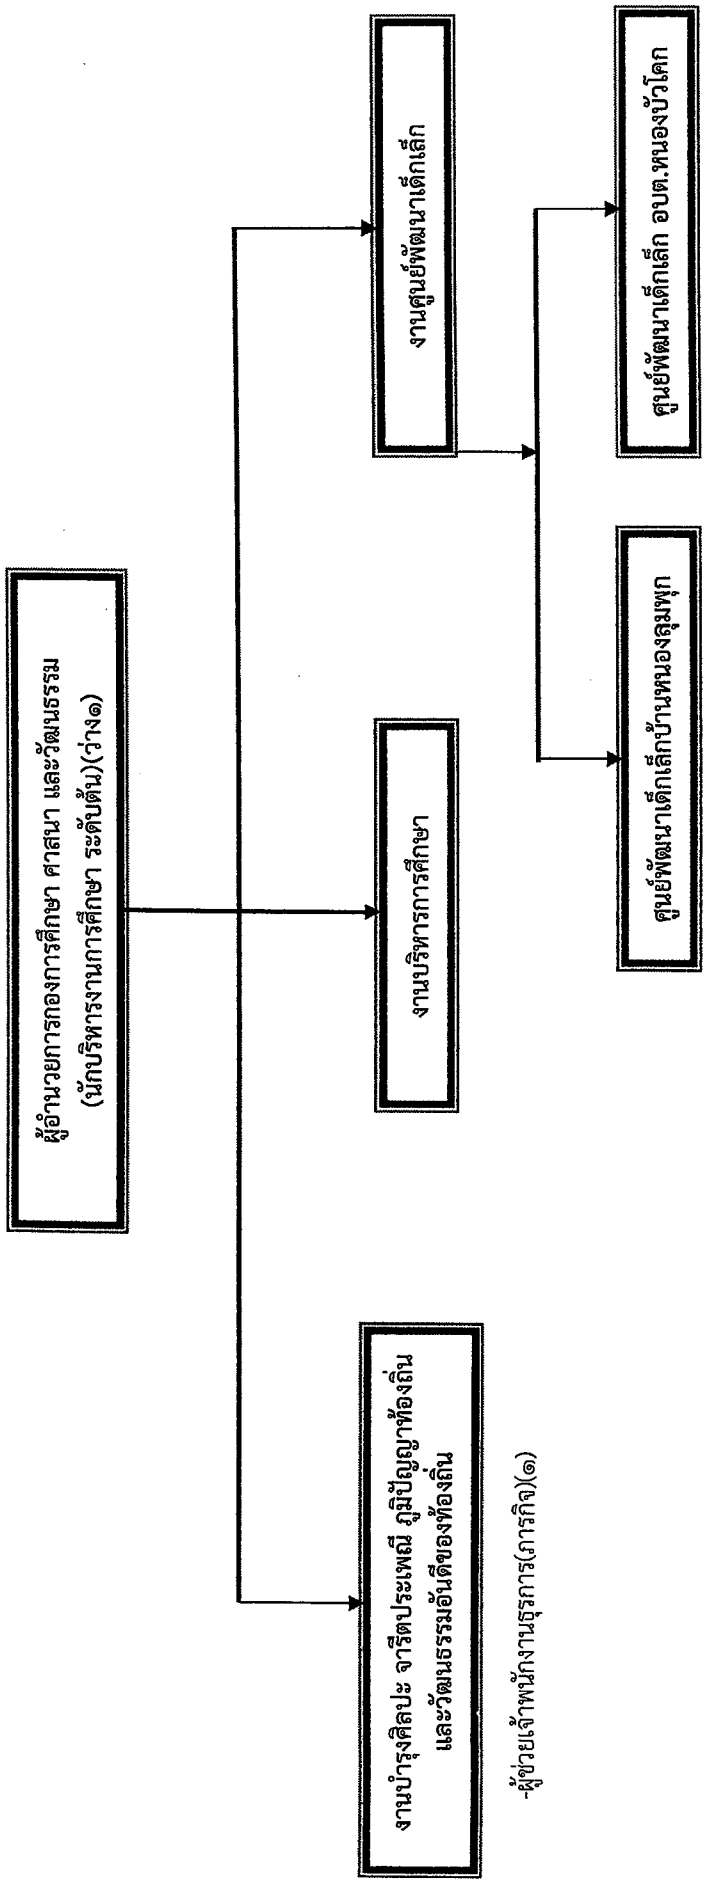 ผู้อำนวยการกองการศึกษา ศาสนา และวัฒนธรรม
(นักบริหารงานการศึกษา ระดับต้น)(ว่าง๑)
งานบำรุงศิลปะ จารีตประเพณี ภูมิปัญญาท้องถิ่น
และวัฒนธรรมอันดีของท้องถิ่น
งานบริหารการศึกษา
งานศูนย์พัฒนาเด็กเล็ก
-ผู้ช่วยเจ้าพนักงานธุรการ(ภารกิจ)(๑)
ศูนย์พัฒนาเด็กเล็กบ้านหนองลุมพุก
ศูนย์พัฒนาเด็กเล็ก อบต.หนองบัวโคก